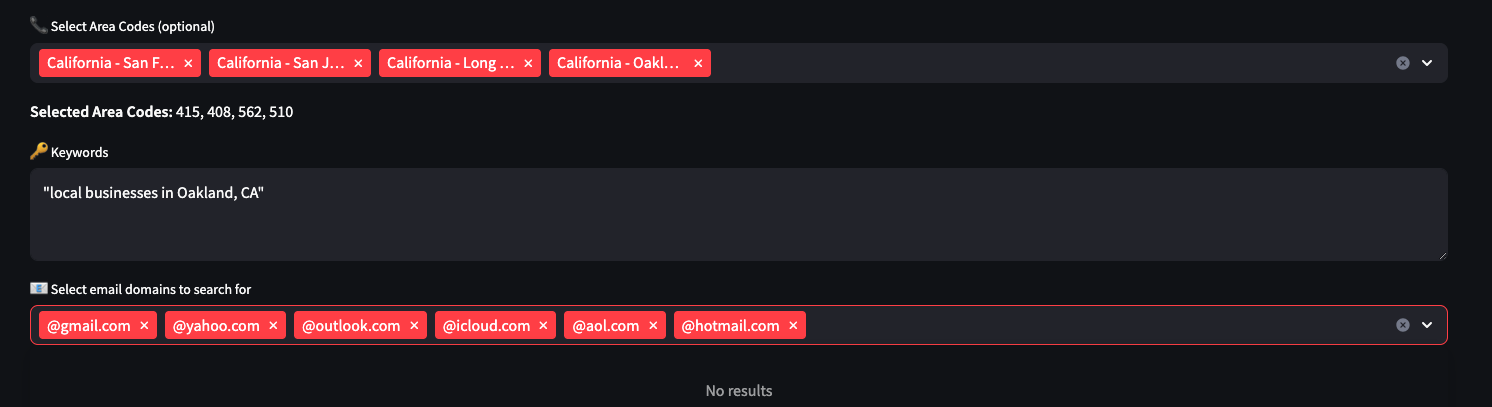 Select Area Codes (optional)
California - San F... × California - San J... × California - Long ... × California - Oakl... ×
Selected Area Codes: 415, 408, 562, 510
Keywords
"local businesses in Oakland, CA"
Select email domains to search for
@gmail.com × @yahoo.com × @outlook.com × @icloud.com × @aol.com × @hotmail.com ×
No results